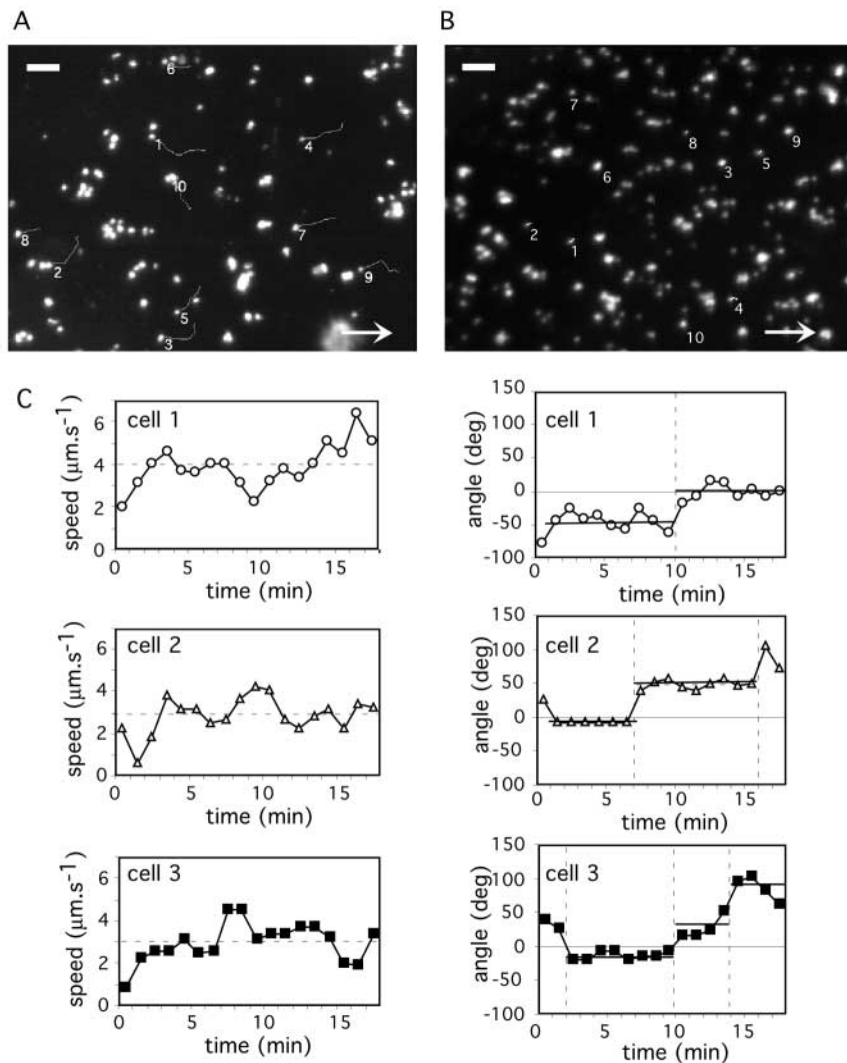 A
B
6
1
4
10
8
7
2
9
5
3
7
8
9
5
3
6
2
1
4
10
C
cell 1
speed (μm.s⁻¹)
6
4
2
0
0 5 10 15
time (min)
cell 1
angle (deg)
150
100
50
0
-50
-100
0 5 10 15
time (min)
cell 2
speed (μm.s⁻¹)
6
4
2
0
0 5 10 15
time (min)
cell 2
angle (deg)
150
100
50
0
-50
-100
0 5 10 15
time (min)
cell 3
speed (μm.s⁻¹)
6
4
2
0
0 5 10 15
time (min)
cell 3
angle (deg)
150
100
50
0
-50
-100
0 5 10 15
time (min)